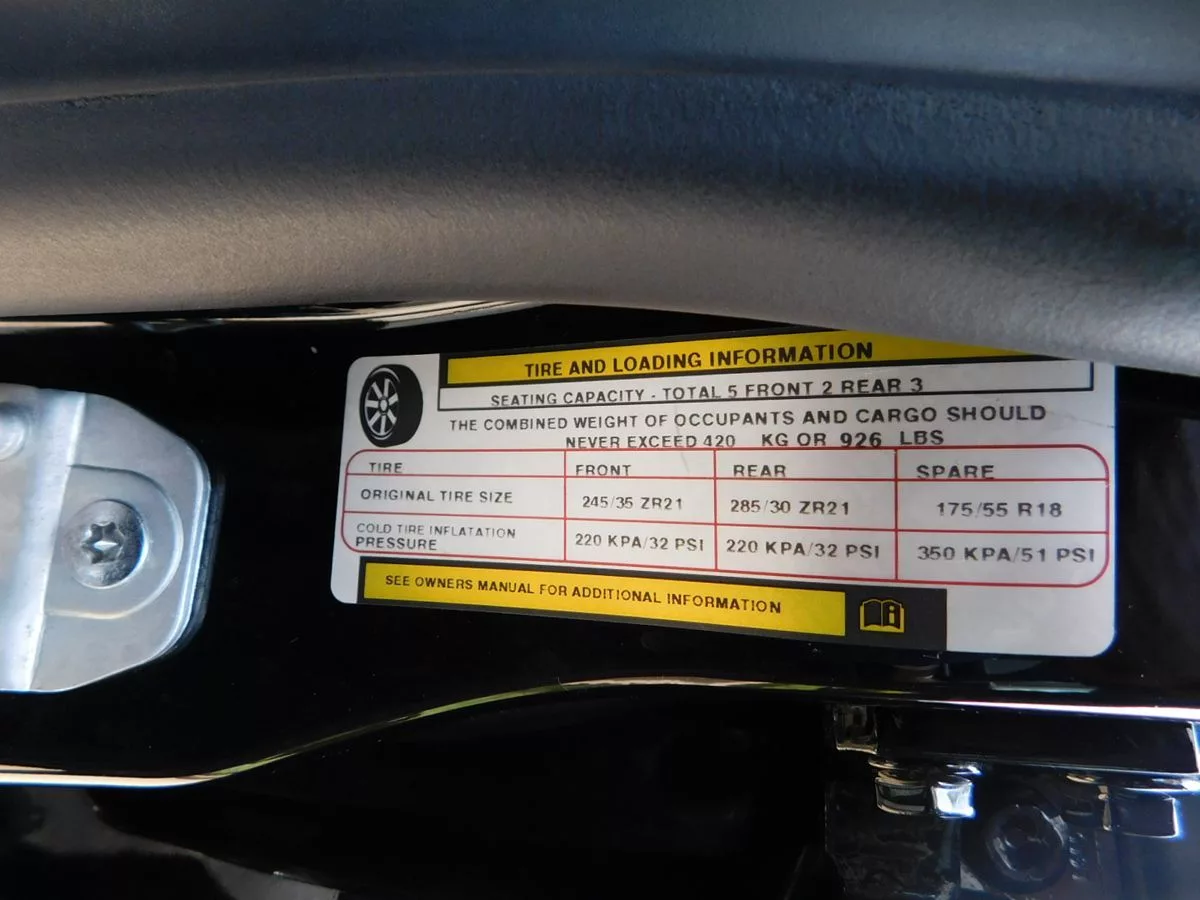 TIRE AND LOADING INFORMATION
SEATING CAPACITY - TOTAL 5 FRONT 2 REAR 3
THE COMBINED WEIGHT OF OCCUPANTS AND CARGO SHOULD
NEVER EXCEED 420 KG OR 926 LBS
TIRE FRONT REAR SPARE
ORIGINAL TIRE SIZE 245/35 ZR21 285/30 ZR21 175/55 R18
COLD TIRE INFLATATION
PRESSURE 220 KPA/32 PSI 220 KPA/32 PSI 350 KPA/51 PSI
SEE OWNERS MANUAL FOR ADDITIONAL INFORMATION